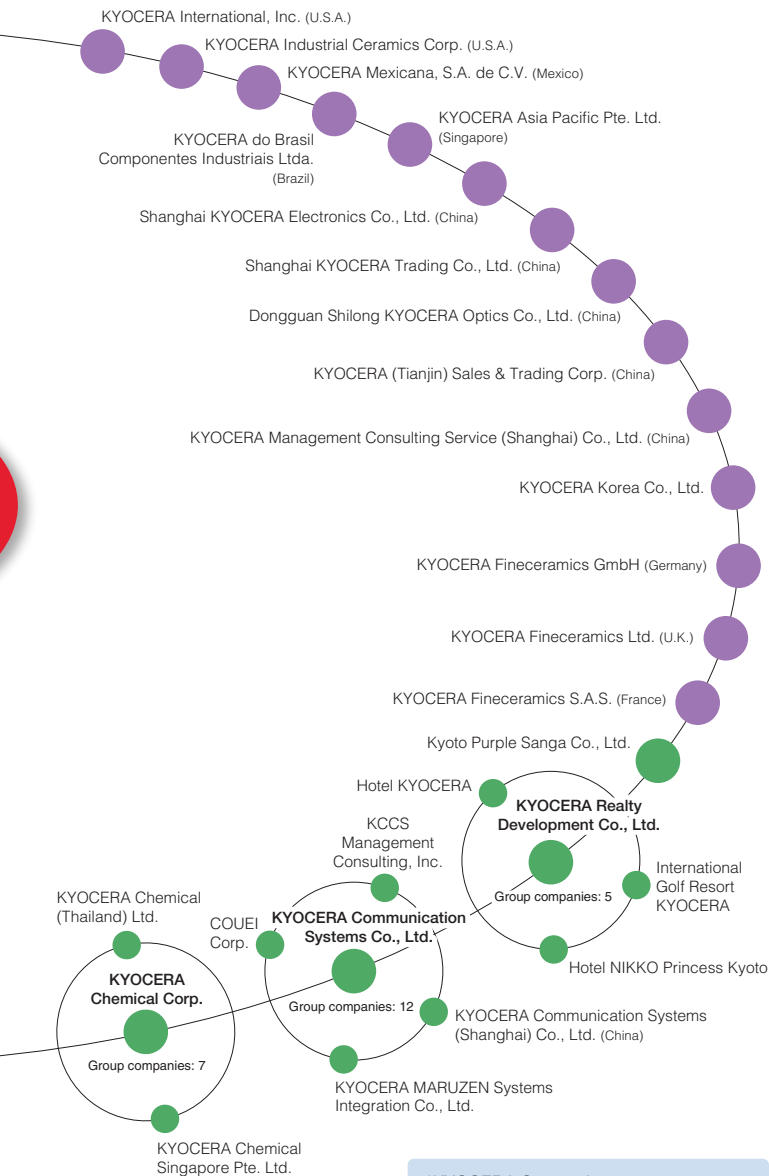 KYOCERA International, Inc. (U.S.A.)
KYOCERA Industrial Ceramics Corp. (U.S.A.)
KYOCERA Mexicana, S.A. de C.V. (Mexico)
KYOCERA Asia Pacific Pte. Ltd.
(Singapore)
KYOCERA do Brasil
Componentes Industriais Ltda.
(Brazil)
Shanghai KYOCERA Electronics Co., Ltd. (China)
Shanghai KYOCERA Trading Co., Ltd. (China)
Dongguan Shilong KYOCERA Optics Co., Ltd. (China)
KYOCERA (Tianjin) Sales & Trading Corp. (China)
KYOCERA Management Consulting Service (Shanghai) Co., Ltd. (China)
KYOCERA Korea Co., Ltd.
KYOCERA Fineceramics GmbH (Germany)
KYOCERA Fineceramics Ltd. (U.K.)
KYOCERA Fineceramics S.A.S. (France)
Kyoto Purple Sanga Co., Ltd.
Hotel KYOCERA
KYOCERA Realty
Development Co., Ltd.
Group companies: 5
International
Golf Resort
KYOCERA
Hotel NIKKO Princess Kyoto
KCCS
Management
Consulting, Inc.
COUEI
Corp.
KYOCERA Communication
Systems Co., Ltd.
Group companies: 12
KYOCERA Communication Systems
(Shanghai) Co., Ltd. (China)
KYOCERA MARUZEN Systems
Integration Co., Ltd.
KYOCERA Chemical
(Thailand) Ltd.
KYOCERA
Chemical Corp.
Group companies: 7
KYOCERA Chemical
Singapore Pte. Ltd.